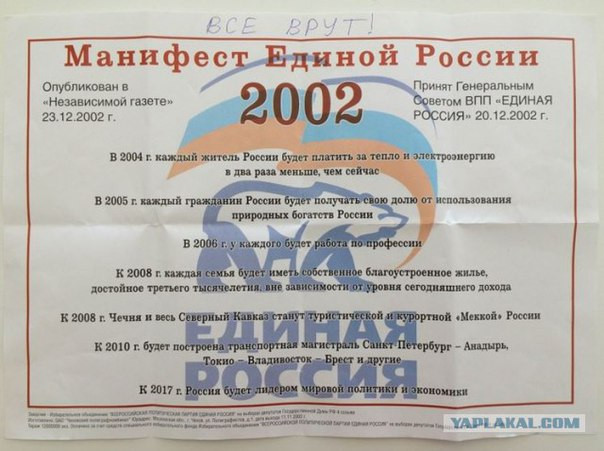 ВСЕ ВРУТ!
Манифест Единой России
Опубликован в
«Независимой газете»
23.12.2002 г.
2002
Принят Генеральным
Советом ВПП «ЕДИНАЯ
РОССИЯ» 20.12.2002 г.
В 2004 г. каждый житель России будет платить за тепло и электроэнергию
в два раза меньше, чем сейчас
В 2005 г. каждый гражданин России будет получать свою долю от использования
природных богатств России
В 2006 г. у каждого будет работа по профессии
К 2008 г. каждая семья будет иметь собственное благоустроенное жилье,
достойное третьего тысячелетия, вне зависимости от уровня сегодняшнего дохода
К 2008 г. Чечня и весь Северный Кавказ станут туристической и курортной «Меккой» России
К 2010 г. будет построена транспортная магистраль Санкт-Петербург – Анадырь,
Токио – Владивосток – Брест и другие
К 2017 г. Россия будет лидером мировой политики и экономики
ЕДИНАЯ
РОССИЯ
YAPLAKAL.COM